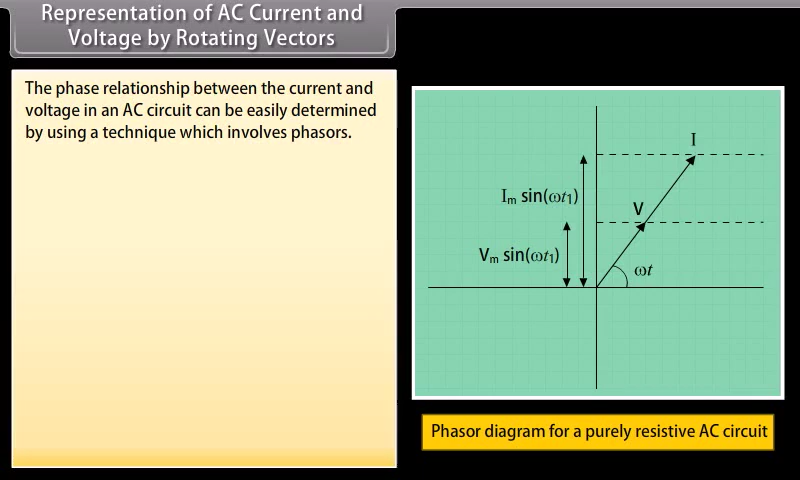 Representation of AC Current and
Voltage by Rotating Vectors
The phase relationship between the current and
voltage in an AC circuit can be easily determined
by using a technique which involves phasors.
I
Iₘ sin(ωt₁)
V
Vₘ sin(ωt₁)
ωt
Phasor diagram for a purely resistive AC circuit